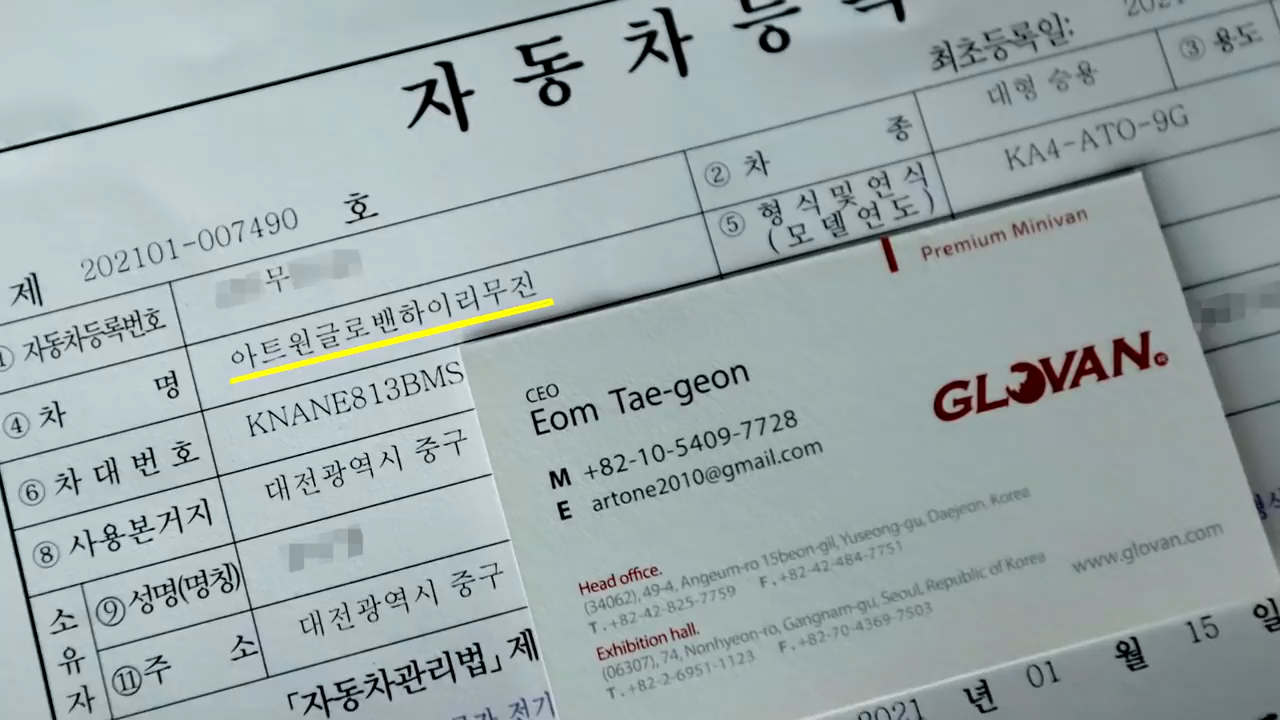 자동차등록
최초등록일: 2021
제 202101-007490 호
① 자동차등록번호 무
② 차 종 대형 승용
③ 용도
④ 차 명 아트원글로밴하이리무진
⑤ 형식 및 연식 KA4-ATO-9G
(모델연도)
⑥ 차대번호 KNANE813BMS
⑧ 사용본거지 대전광역시 중구
소유자
⑨ 성명(명칭)
⑪ 주 소 대전광역시 중구
「자동차관리법」 제
전기
2021 년 01 월 15 일
Premium Minivan
GLOVAN
CEO
Eom Tae-geon
M +82-10-5409-7728
E artone2010@gmail.com
Head office.
(34062), 49-4, Angeum-ro 15beon-gil, Yuseong-gu, Daejeon, Korea
T. +82-42-825-7759 F. +82-42-484-7751
Exhibition hall.
(06307), 74, Nonhyeon-ro, Gangnam-gu, Seoul, Republic of Korea
T. +82-2-6951-1123 F. +82-70-4369-7503
www.glovan.com